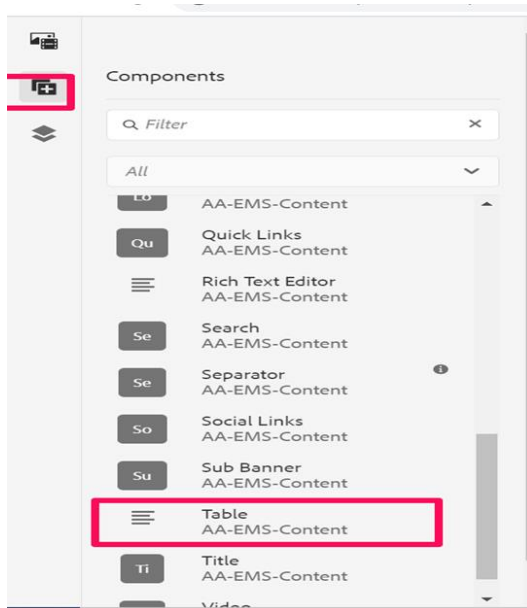 Components
Filter
All
Lo
AA-EMS-Content
Qu
Quick Links
AA-EMS-Content
Rich Text Editor
AA-EMS-Content
Se
Search
AA-EMS-Content
Se
Separator
AA-EMS-Content
So
Social Links
AA-EMS-Content
Su
Sub Banner
AA-EMS-Content
Table
AA-EMS-Content
Ti
Title
AA-EMS-Content
Video